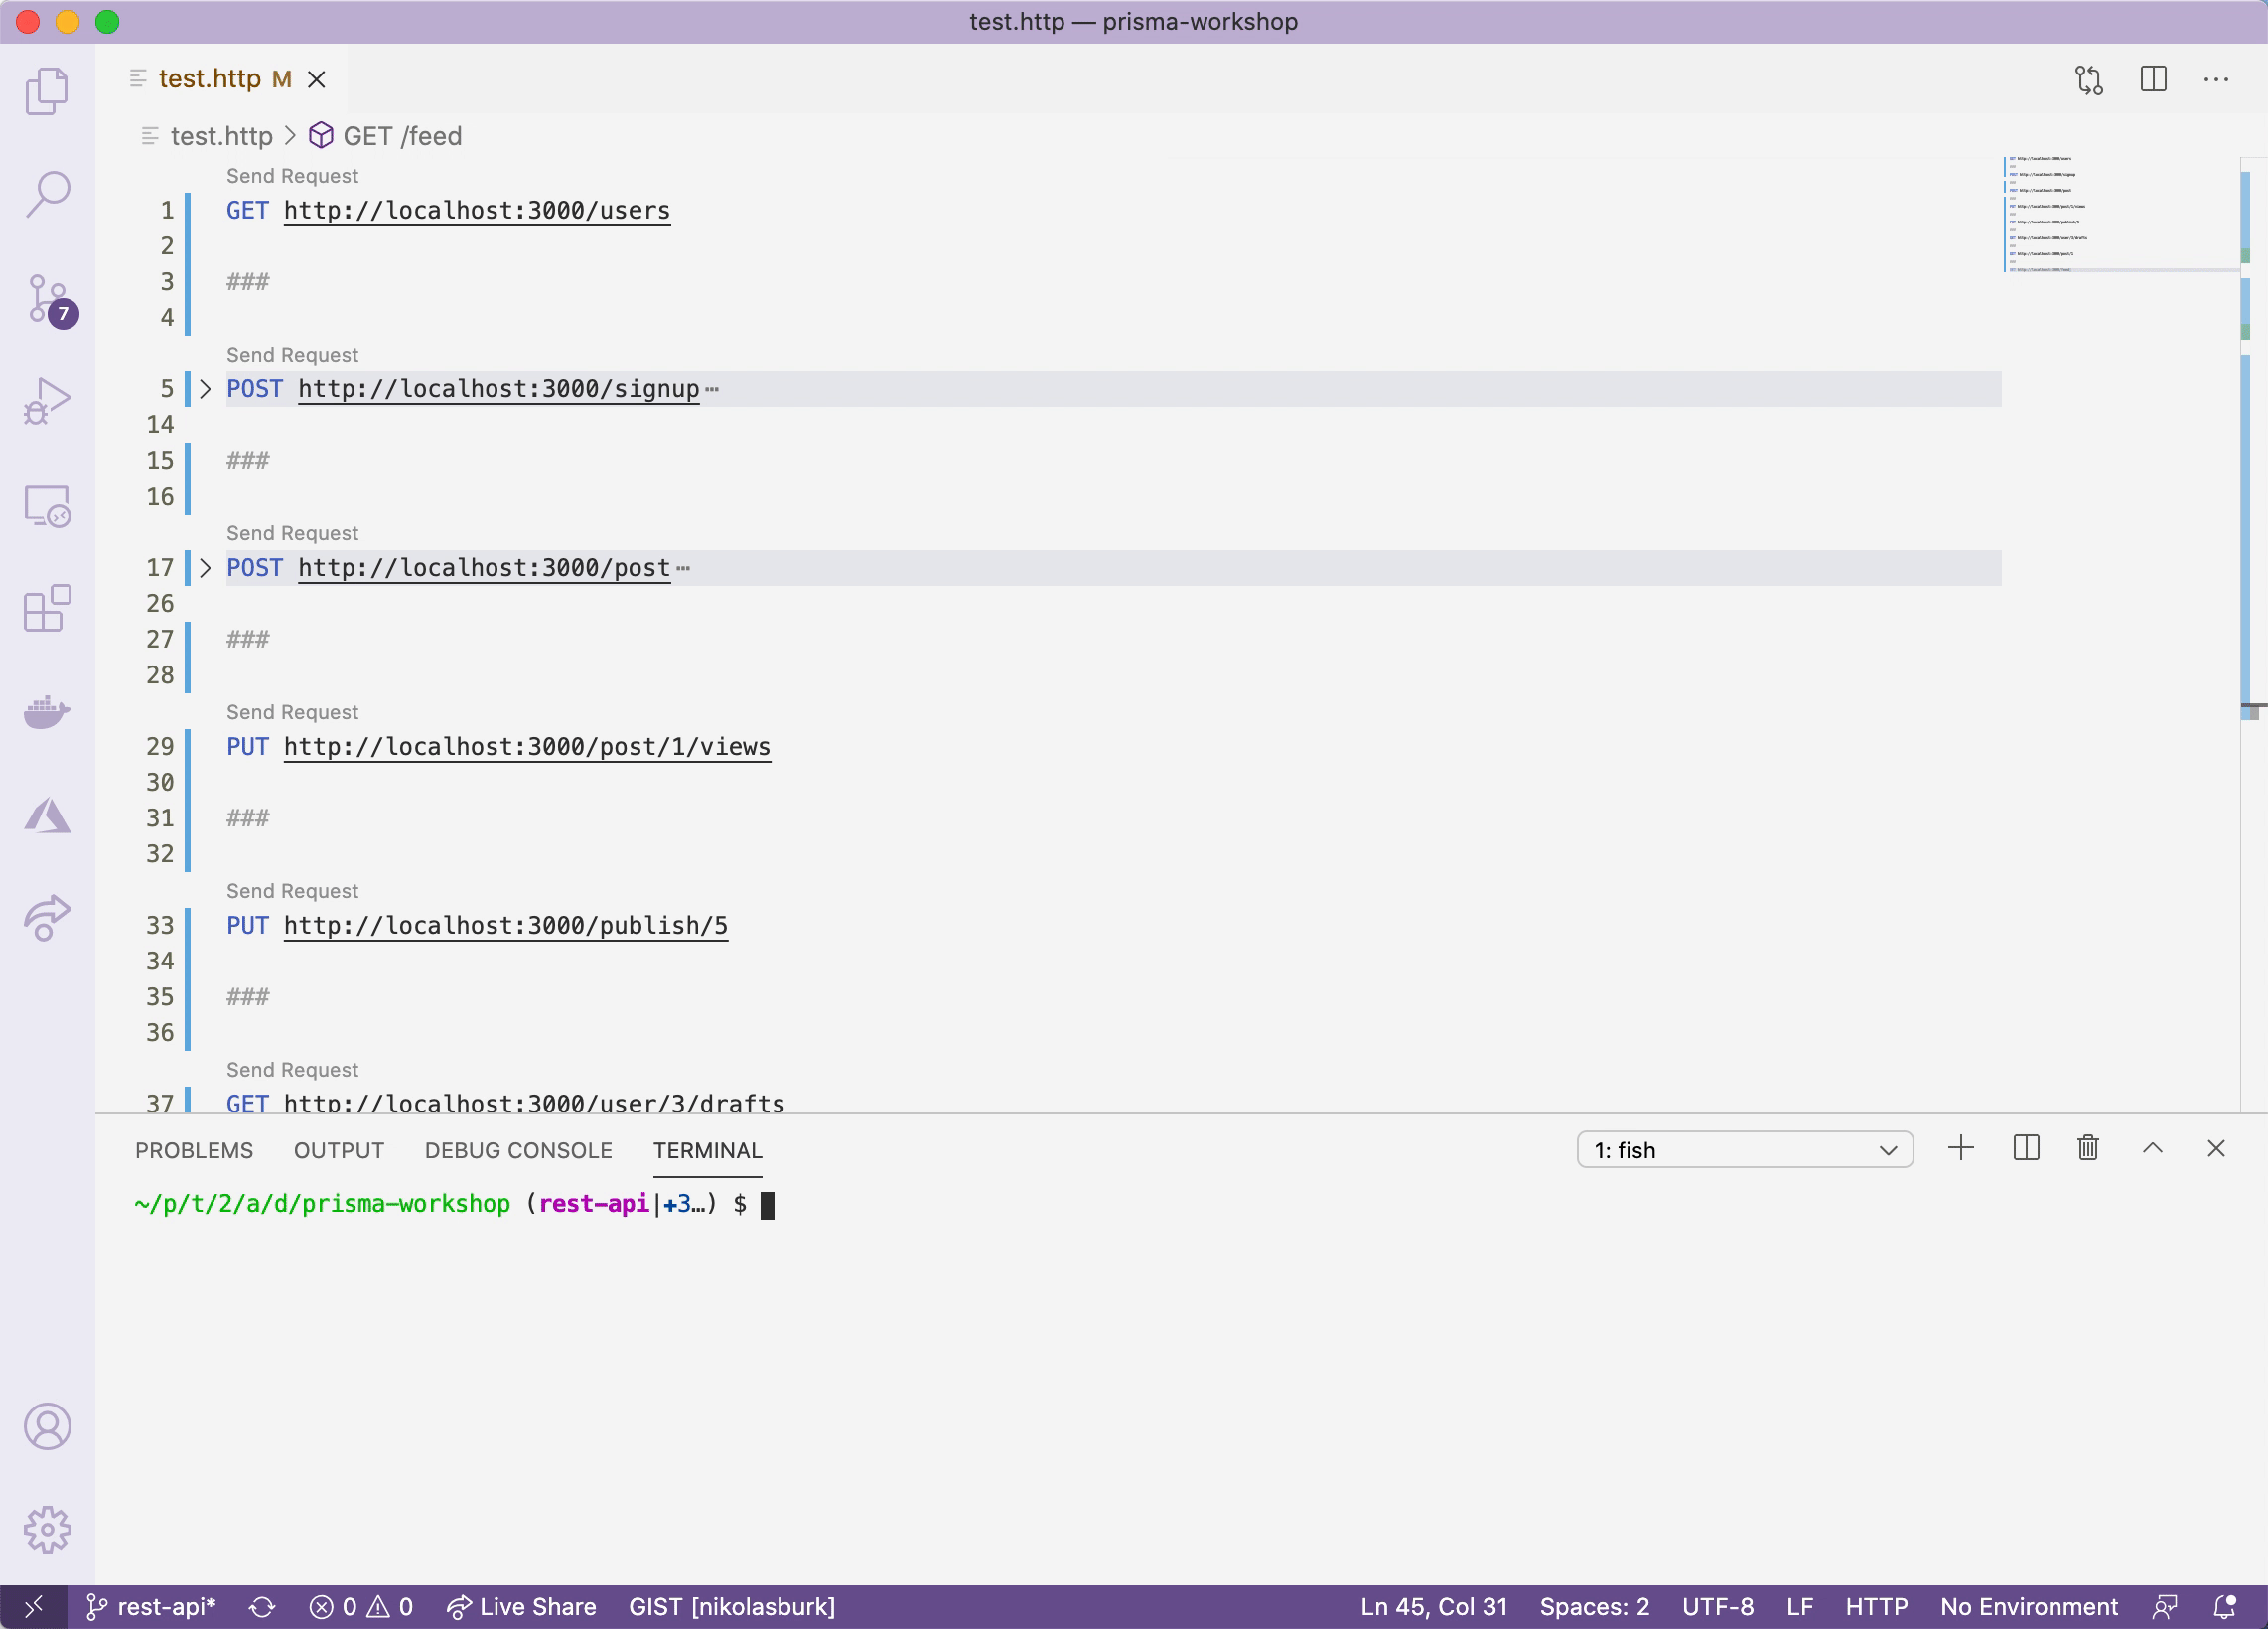 test.http — prisma-workshop
test.http M
test.http > GET /feed
Send Request
1 GET http://localhost:3000/users
2
3 ###
4
Send Request
5 POST http://localhost:3000/signup…
14
15 ###
16
Send Request
17 POST http://localhost:3000/post…
26
27 ###
28
Send Request
29 PUT http://localhost:3000/post/1/views
30
31 ###
32
Send Request
33 PUT http://localhost:3000/publish/5
34
35 ###
36
Send Request
37 GET http://localhost:3000/user/3/drafts
7
PROBLEMS OUTPUT DEBUG CONSOLE TERMINAL 1: fish
~/p/t/2/a/d/prisma-workshop (rest-api|+3…) $
rest-api* 0 0 Live Share GIST [nikolasburk] Ln 45, Col 31 Spaces: 2 UTF-8 LF HTTP No Environment